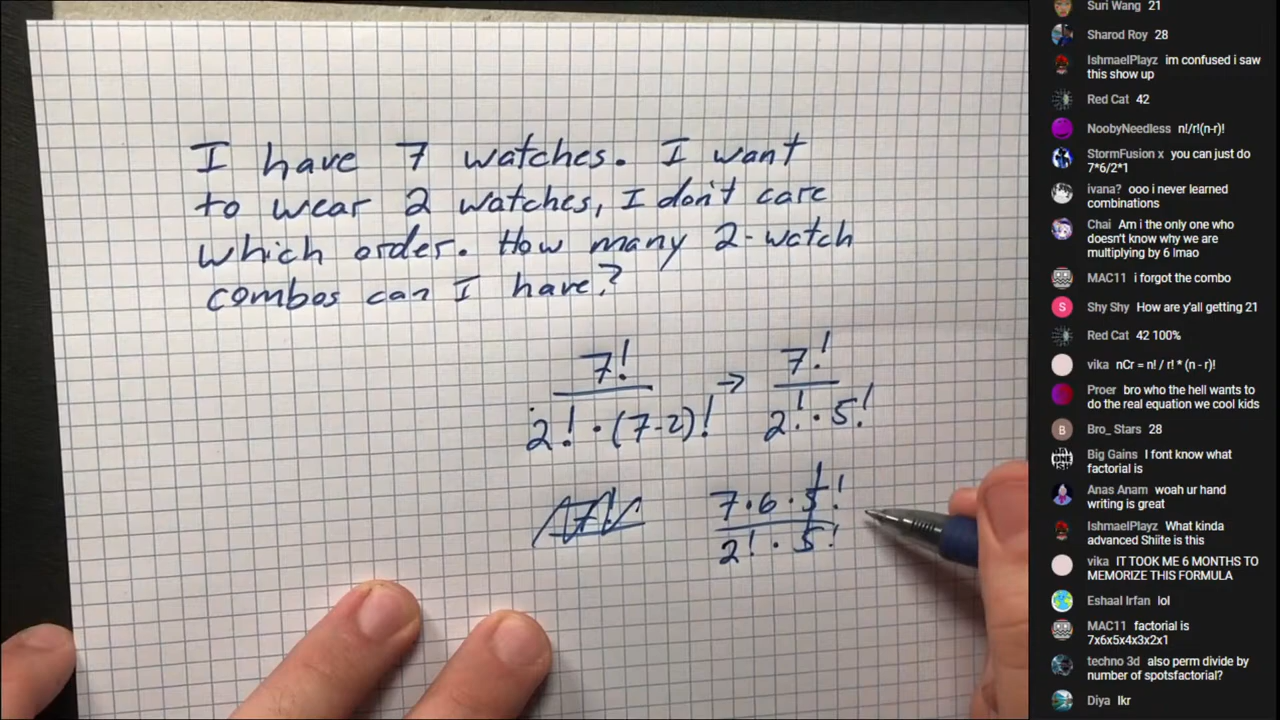 I have 7 watches. I want
to wear 2 watches, I don't care
which order. How many 2-watch
combos can I have?
7!
2! · (7-2)!
→
7!
2! · 5!
7 · 6 · 5!
2! · 5!
Suri Wang 21
Sharod Roy 28
IshmaelPlayz im confused i saw
this show up
Red Cat 42
NoobyNeedless n!/r!(n-r)!
StormFusion x you can just do
7*6/2*1
ivana? ooo i never learned
combinations
Chai Am i the only one who
doesn't know why we are
multiplying by 6 lmao
MAC11 i forgot the combo
S
Shy Shy How are y'all getting 21
Red Cat 42 100%
vika nCr = n! / r! * (n - r)!
Proer bro who the hell wants to
do the real equation we cool kids
B
Bro_ Stars 28
Big Gains I font know what
factorial is
Anas Anam woah ur hand
writing is great
IshmaelPlayz What kinda
advanced Shiite is this
vika IT TOOK ME 6 MONTHS TO
MEMORIZE THIS FORMULA
Eshaal Irfan lol
MAC11 factorial is
7x6x5x4x3x2x1
techno 3d also perm divide by
number of spotsfactorial?
Diya Ikr